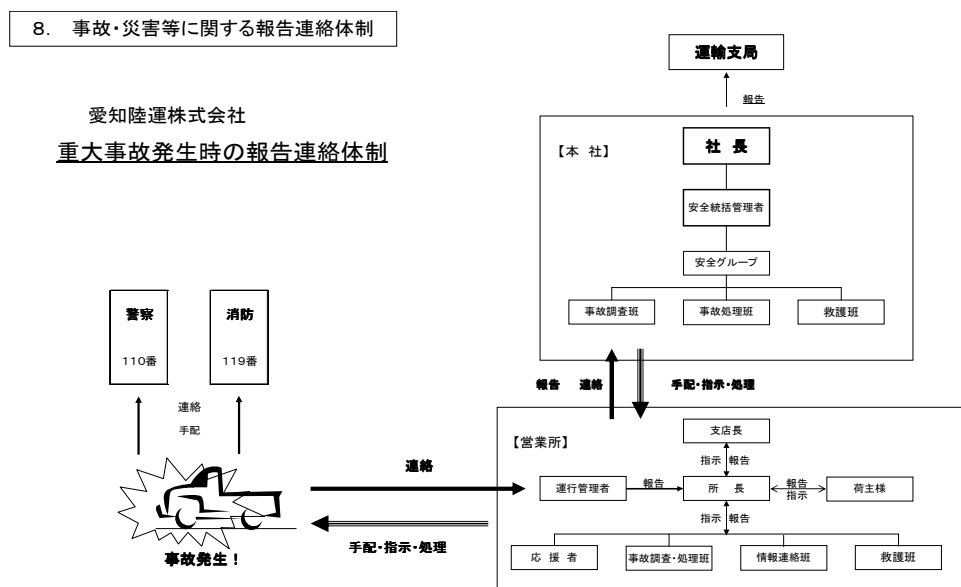 8. 事故・災害等に関する報告連絡体制
愛知陸運株式会社
重大事故発生時の報告連絡体制
運輸支局
報告
【本 社】
社 長
安全統括管理者
安全グループ
事故調査班
事故処理班
救護班
警察
110番
消防
119番
連絡
手配
報告 連絡
手配・指示・処理
【営業所】
支店長
指示 報告
運行管理者
報告
所 長
報告
指示
荷主様
指示 報告
応 援 者
事故調査・処理班
情報連絡班
救護班
連絡
手配・指示・処理
事故発生!